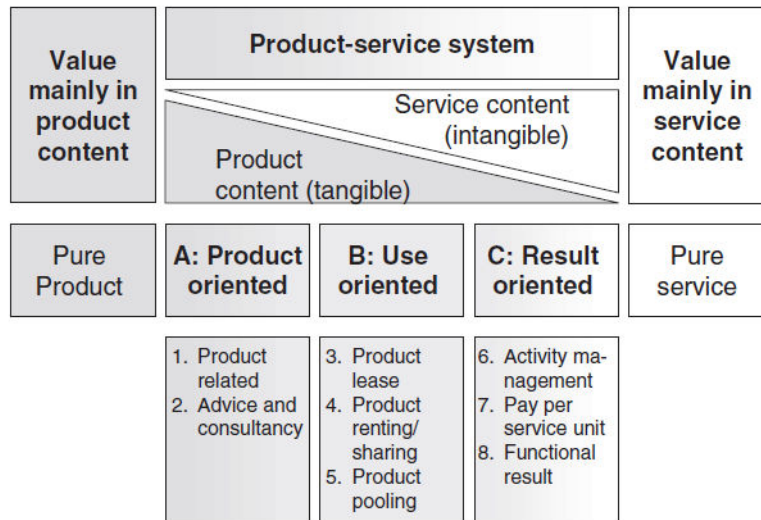 Value
mainly in
product
content
Product-service system
Service content
(intangible)
Product
content (tangible)
Value
mainly in
service
content
Pure
Product
A: Product
oriented
B: Use
oriented
C: Result
oriented
Pure
service
1. Product
related
2. Advice and
consultancy
3. Product
lease
4. Product
renting/
sharing
5. Product
pooling
6. Activity ma-
nagement
7. Pay per
service unit
8. Functional
result